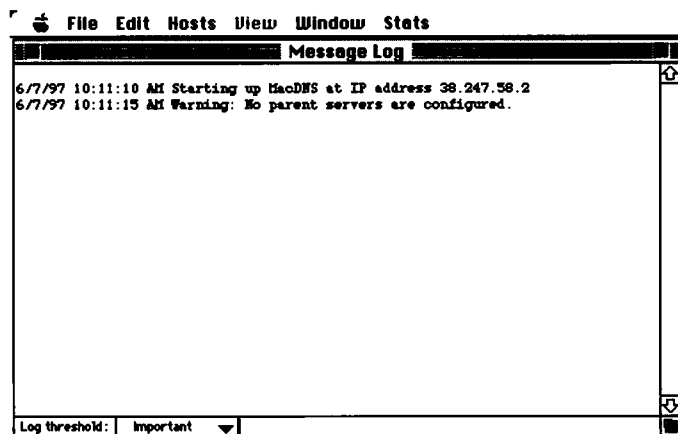 File Edit Hosts View Window Stats
Message Log
6/7/97 10:11:10 AM Starting up MacDNS at IP address 38.247.58.2
6/7/97 10:11:15 AM Warning: No parent servers are configured.
Log threshold: Important